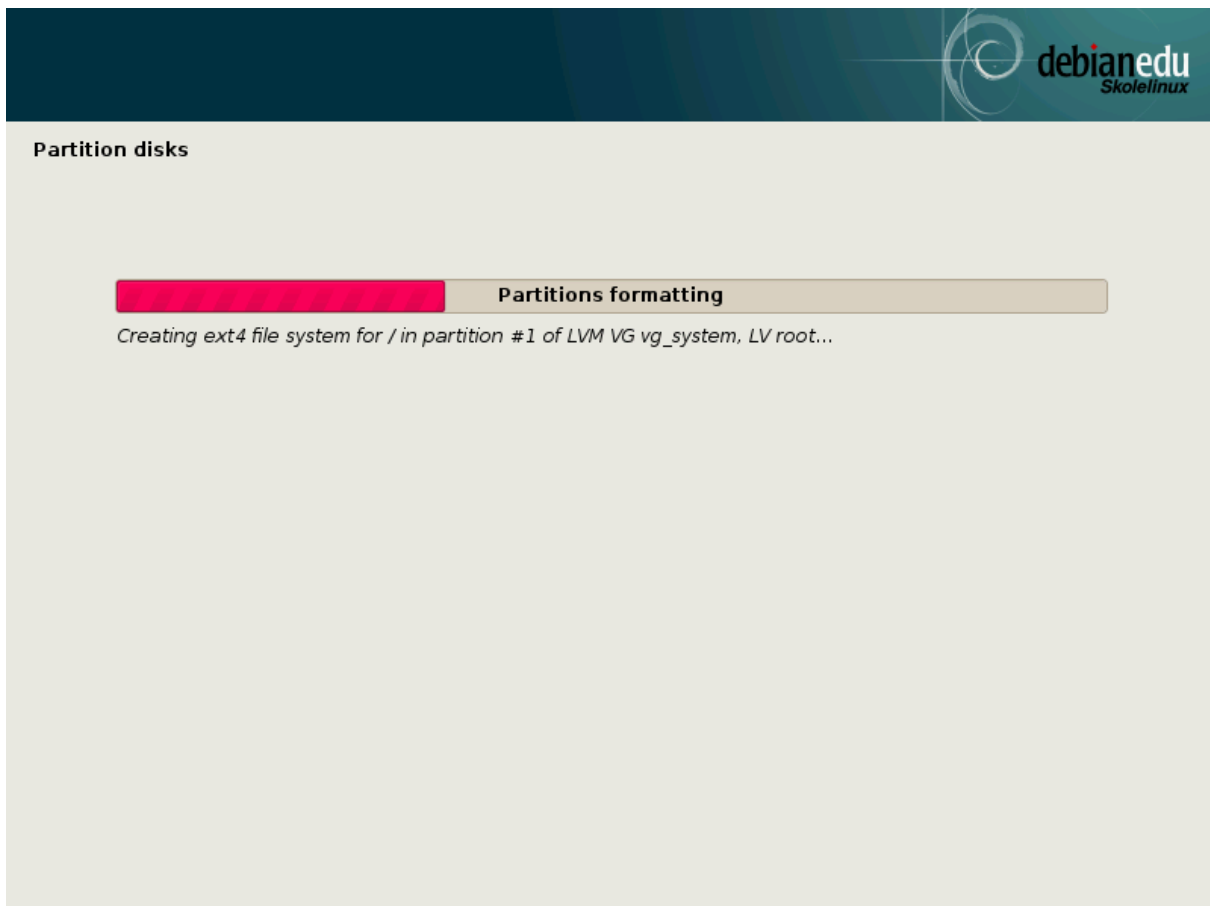 debianedu
Skolelinux
Partition disks
Partitions formatting
Creating ext4 file system for / in partition #1 of LVM VG vg_system, LV root...